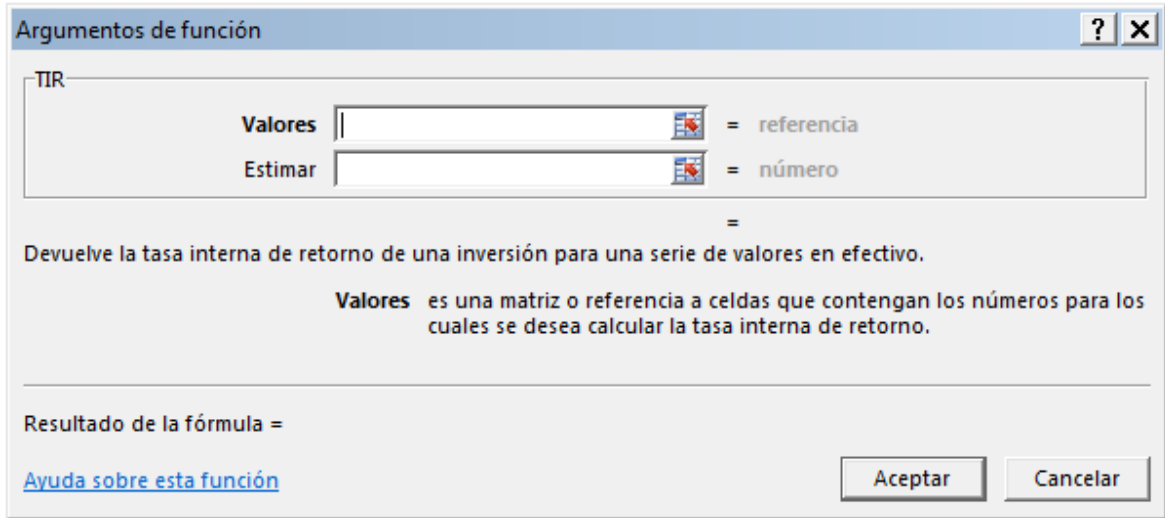 Argumentos de función
TIR
Valores = referencia
Estimar = número
=
Devuelve la tasa interna de retorno de una inversión para una serie de valores en efectivo.
Valores es una matriz o referencia a celdas que contengan los números para los
cuales se desea calcular la tasa interna de retorno.
Resultado de la fórmula =
Ayuda sobre esta función
Aceptar Cancelar